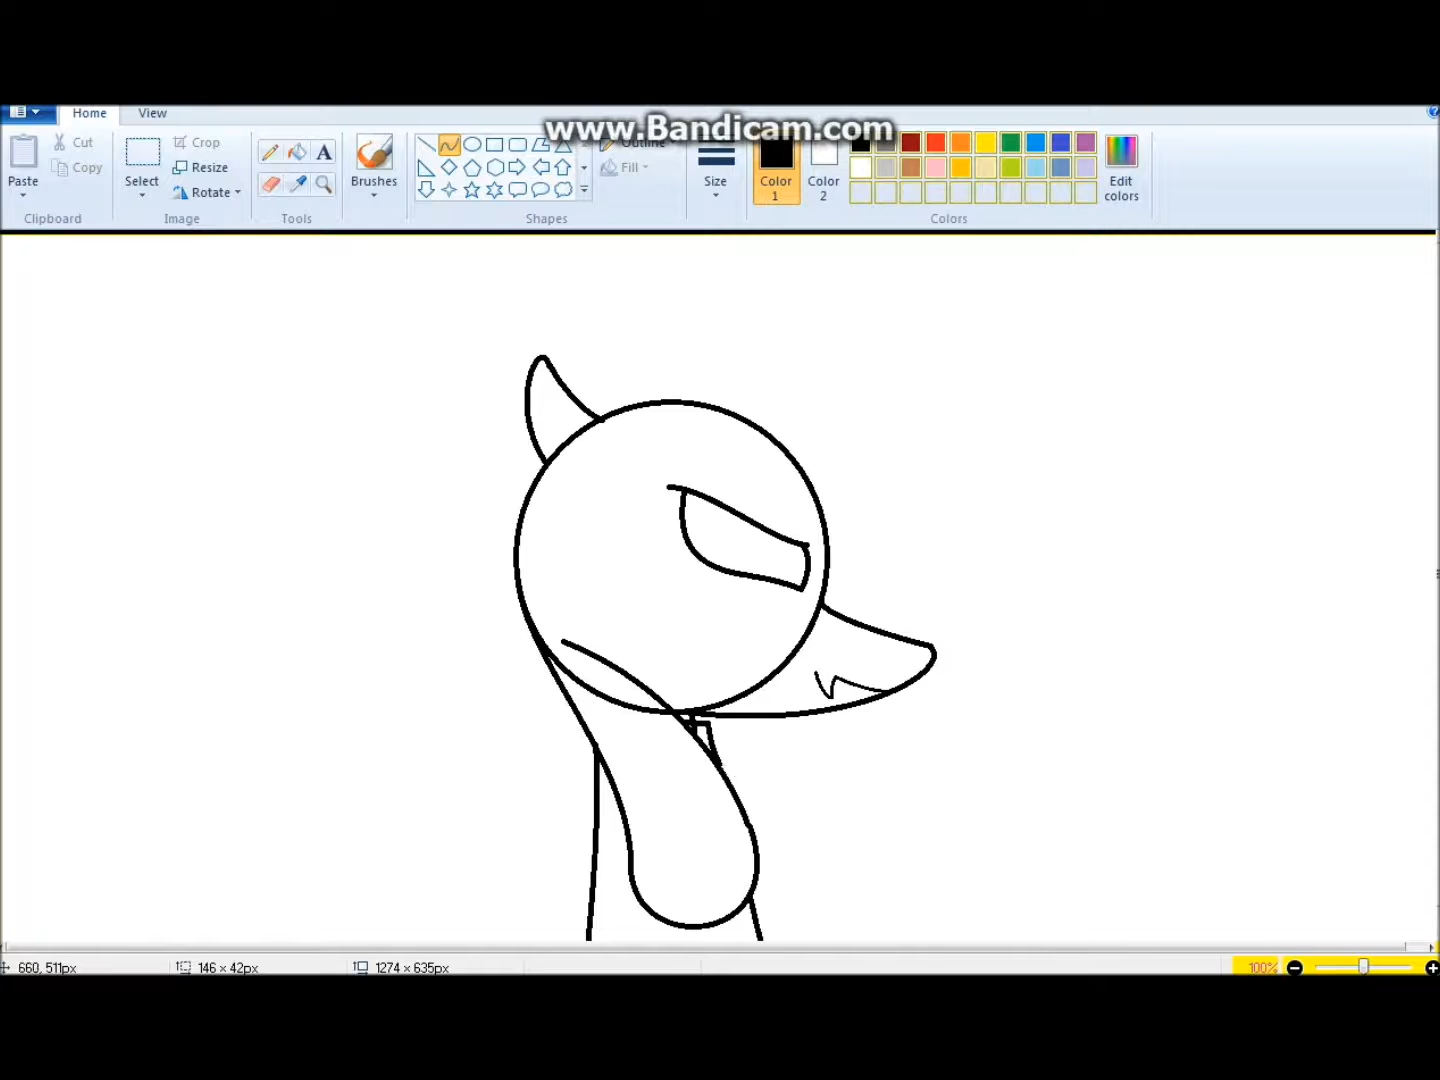 Home View
www.Bandicam.com
Paste
Cut
Copy
Clipboard
Select
Crop
Resize
Rotate
Image
A
Tools
Brushes
Outline
Fill
Shapes
Size
Color 1
Color 2
Edit colors
Colors
660, 511px 146 × 42px 1274 × 635px 100%